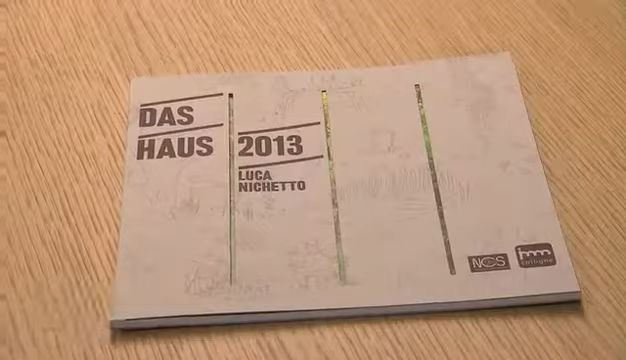 DAS
HAUS
2013
LUCA
NICHETTO
NCS
imm
cologne